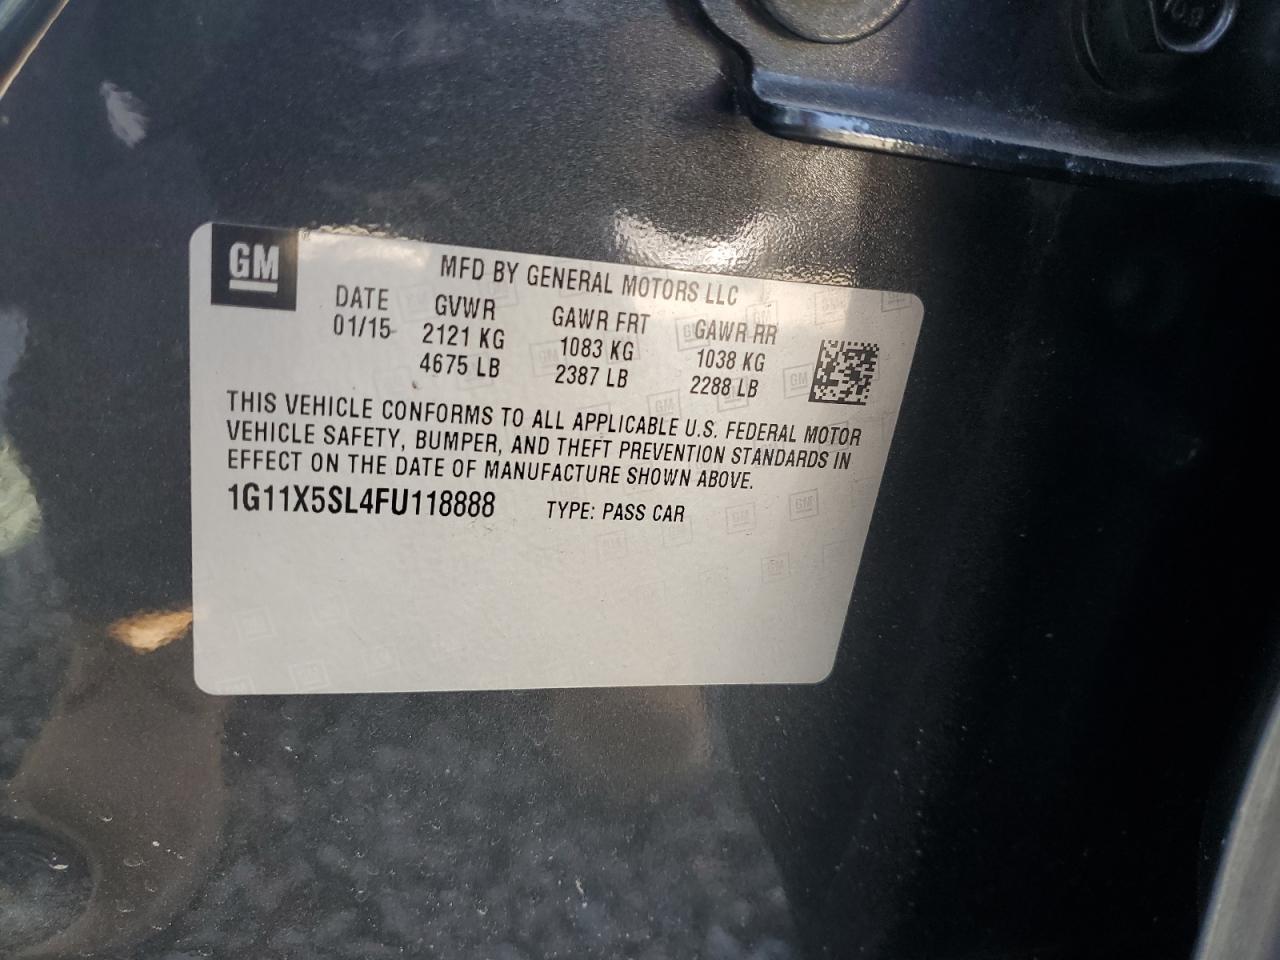 GM
MFD BY GENERAL MOTORS LLC
DATE GVWR GAWR FRT GAWR RR
01/15 2121 KG 1083 KG 1038 KG
4675 LB 2387 LB 2288 LB
THIS VEHICLE CONFORMS TO ALL APPLICABLE U.S. FEDERAL MOTOR
VEHICLE SAFETY, BUMPER, AND THEFT PREVENTION STANDARDS IN
EFFECT ON THE DATE OF MANUFACTURE SHOWN ABOVE.
1G11X5SL4FU118888 TYPE: PASS CAR